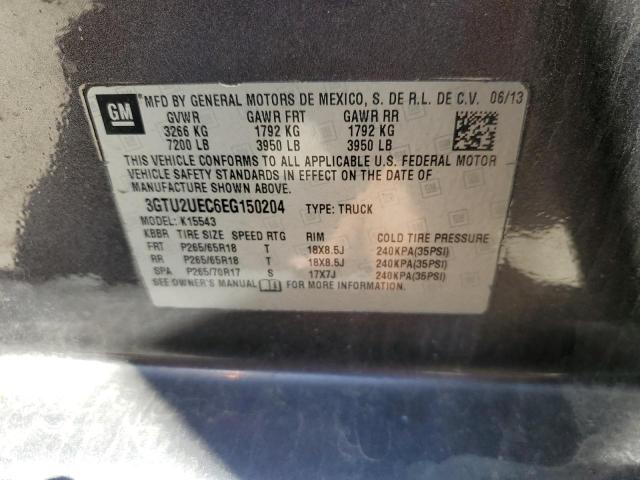 GM MFD BY GENERAL MOTORS DE MEXICO, S. DE R.L. DE C.V. 06/13
GVWR GAWR FRT GAWR RR
3266 KG 1792 KG 1792 KG
7200 LB 3950 LB 3950 LB
THIS VEHICLE CONFORMS TO ALL APPLICABLE U.S. FEDERAL MOTOR
VEHICLE SAFETY STANDARDS IN EFFECT ON THE DATE OF
MANUFACTURE SHOWN ABOVE.
3GTU2UEC6EG150204 TYPE: TRUCK
MODEL: K15543
KBBR TIRE SIZE SPEED RTG RIM COLD TIRE PRESSURE
FRT P265/65R18 T 18X8.5J 240KPA(35PSI)
RR P265/65R18 T 18X8.5J 240KPA(35PSI)
SPA P265/70R17 S 17X7J 240KPA(35PSI)
SEE OWNER'S MANUAL FOR MORE INFORMATION.